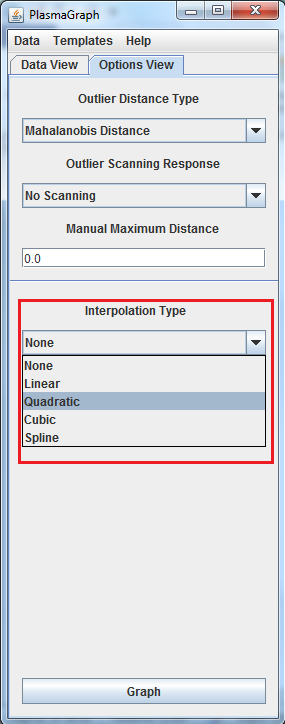 PlasmaGraph
Data Templates Help
Data View Options View
Outlier Distance Type
Mahalanobis Distance
Outlier Scanning Response
No Scanning
Manual Maximum Distance
0.0
Interpolation Type
None
None
Linear
Quadratic
Cubic
Spline
Graph